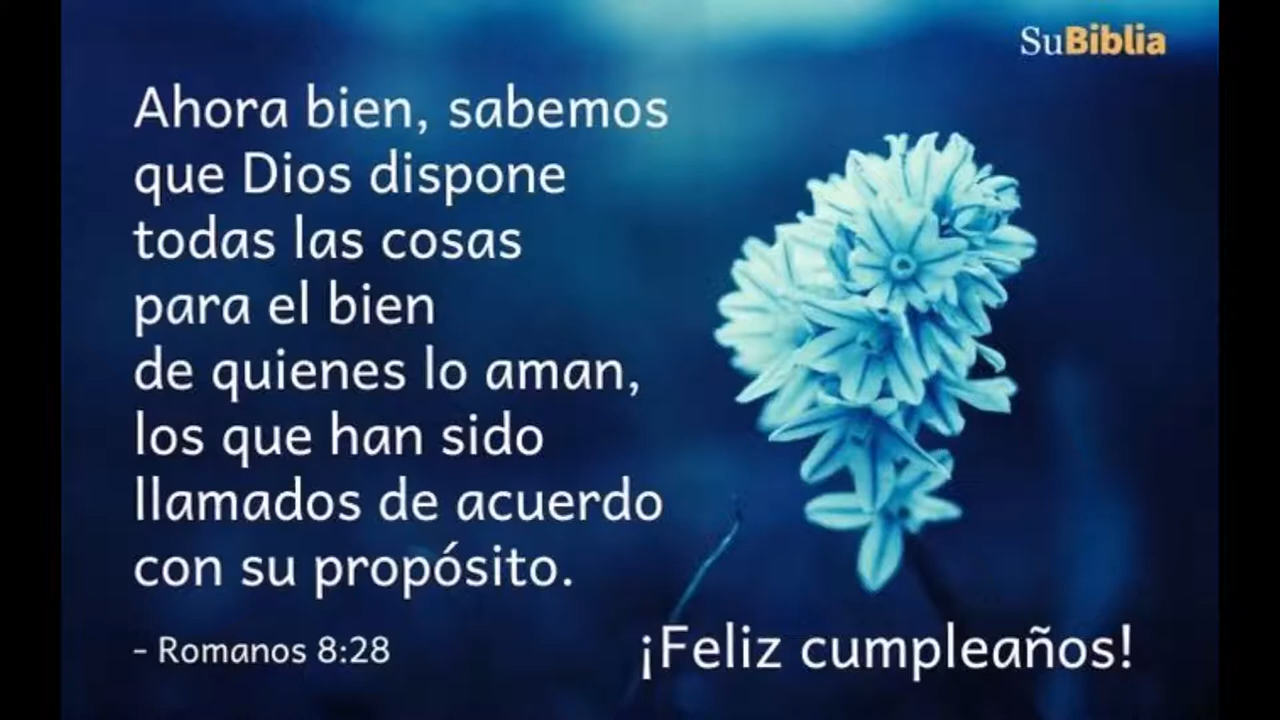 SuBiblia
Ahora bien, sabemos
que Dios dispone
todas las cosas
para el bien
de quienes lo aman,
los que han sido
llamados de acuerdo
con su propósito.
- Romanos 8:28
¡Feliz cumpleaños!